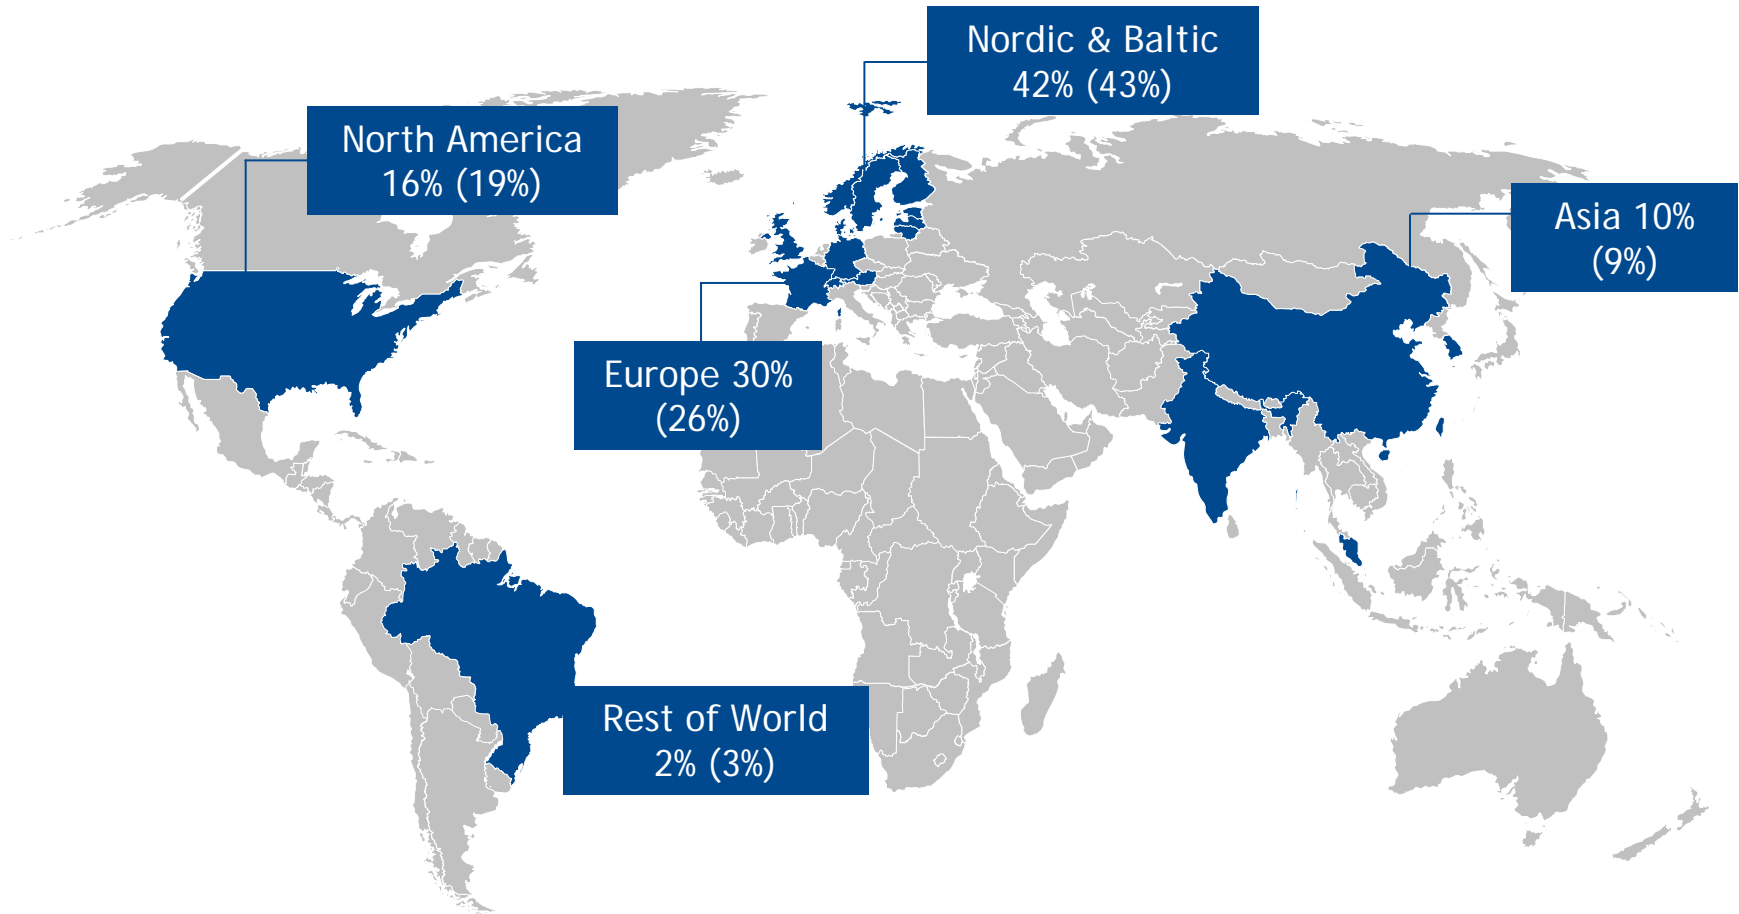 Nordic & Baltic
42% (43%)
North America
16% (19%)
Asia 10%
(9%)
Europe 30%
(26%)
Rest of World
2% (3%)